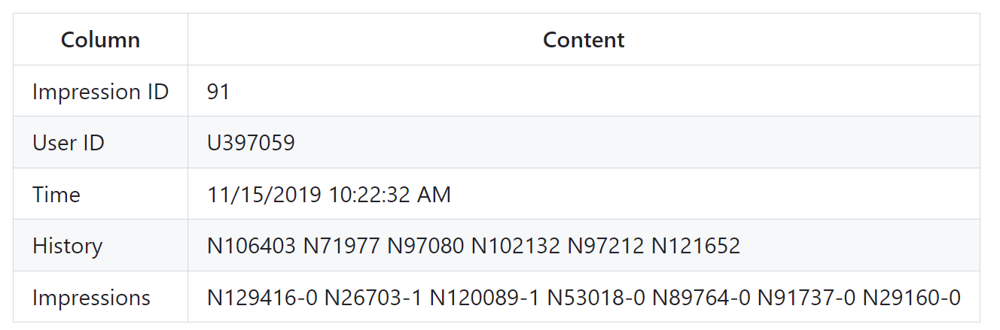 Column Content
Impression ID 91
User ID U397059
Time 11/15/2019 10:22:32 AM
History N106403 N71977 N97080 N102132 N97212 N121652
Impressions N129416-0 N26703-1 N120089-1 N53018-0 N89764-0 N91737-0 N29160-0